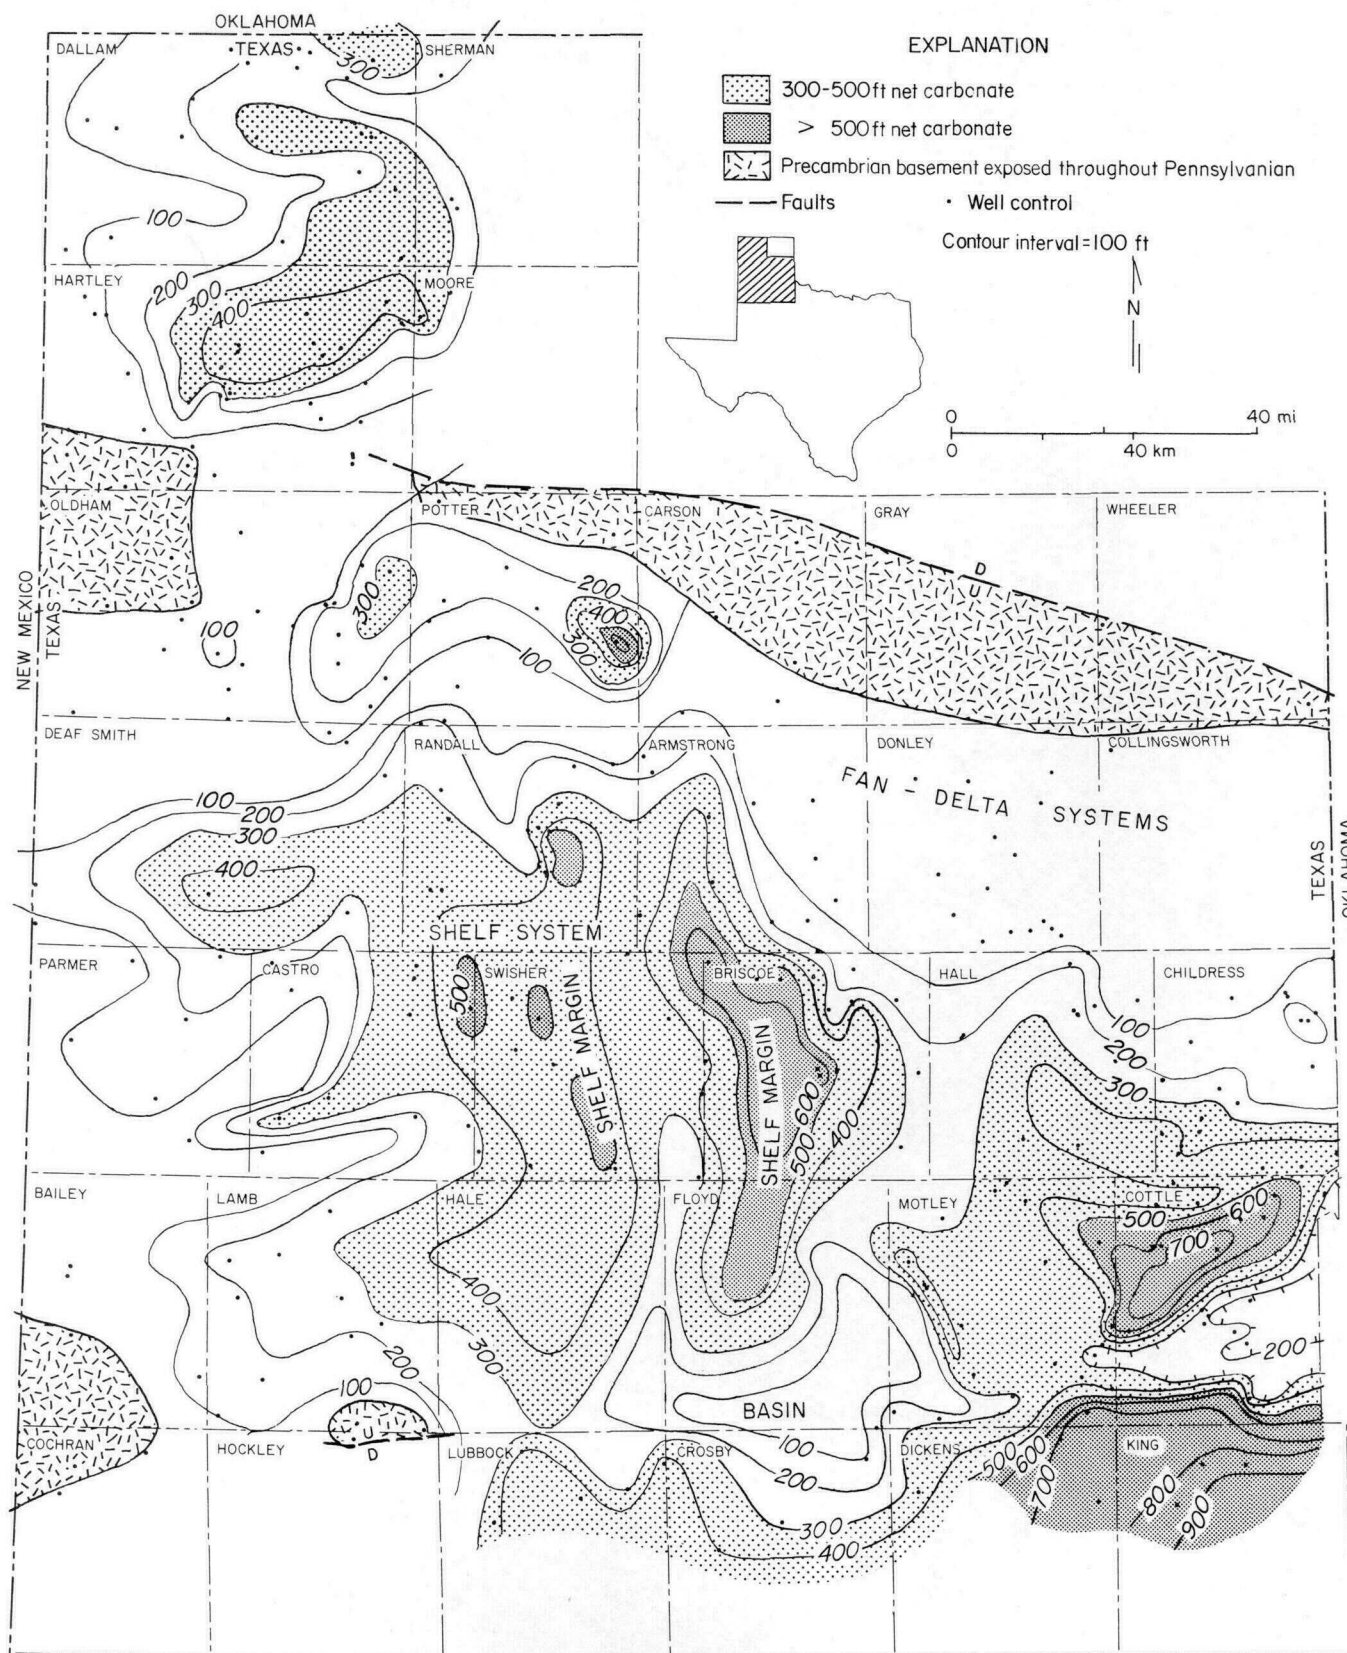 OKLAHOMA
TEXAS
DALLAM
SHERMAN
300
EXPLANATION
300-500ft net carbonate
> 500ft net carbonate
Precambrian basement exposed throughout Pennsylvanian
Faults
Well control
Contour interval=100 ft
N
0 40 mi
0 40 km
100
HARTLEY
MOORE
200
300
400
OLDHAM
POTTER
CARSON
GRAY
WHEELER
D
U
NEW MEXICO
TEXAS
100
300
200
400
300
100
DEAF SMITH
RANDALL
ARMSTRONG
DONLEY
COLLINGSWORTH
FAN-DELTA SYSTEMS
TEXAS
OKLAHOMA
100
200
300
400
SHELF SYSTEM
PARMER
CASTRO
SWISHER
BRISCOE
HALL
CHILDRESS
500
SHELF MARGIN
SHELF MARGIN
600
500
400
100
200
300
BAILEY
LAMB
HALE
FLOYD
MOTLEY
COTTLE
500
600
700
400
300
200
200
100
BASIN
100
200
U
D
COCHRAN
HOCKLEY
LUBBOCK
CROSBY
DICKENS
KING
500
600
700
800
900
300
400